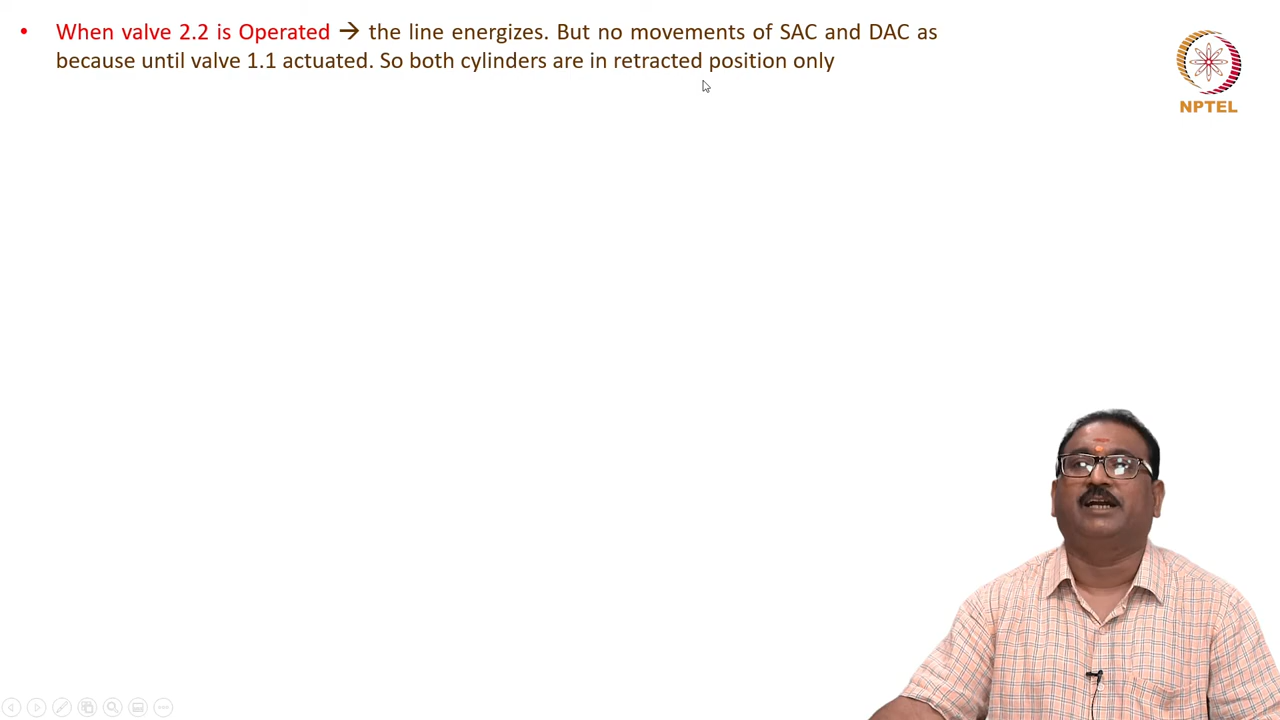 • When valve 2.2 is Operated → the line energizes. But no movements of SAC and DAC as
because until valve 1.1 actuated. So both cylinders are in retracted position only
NPTEL